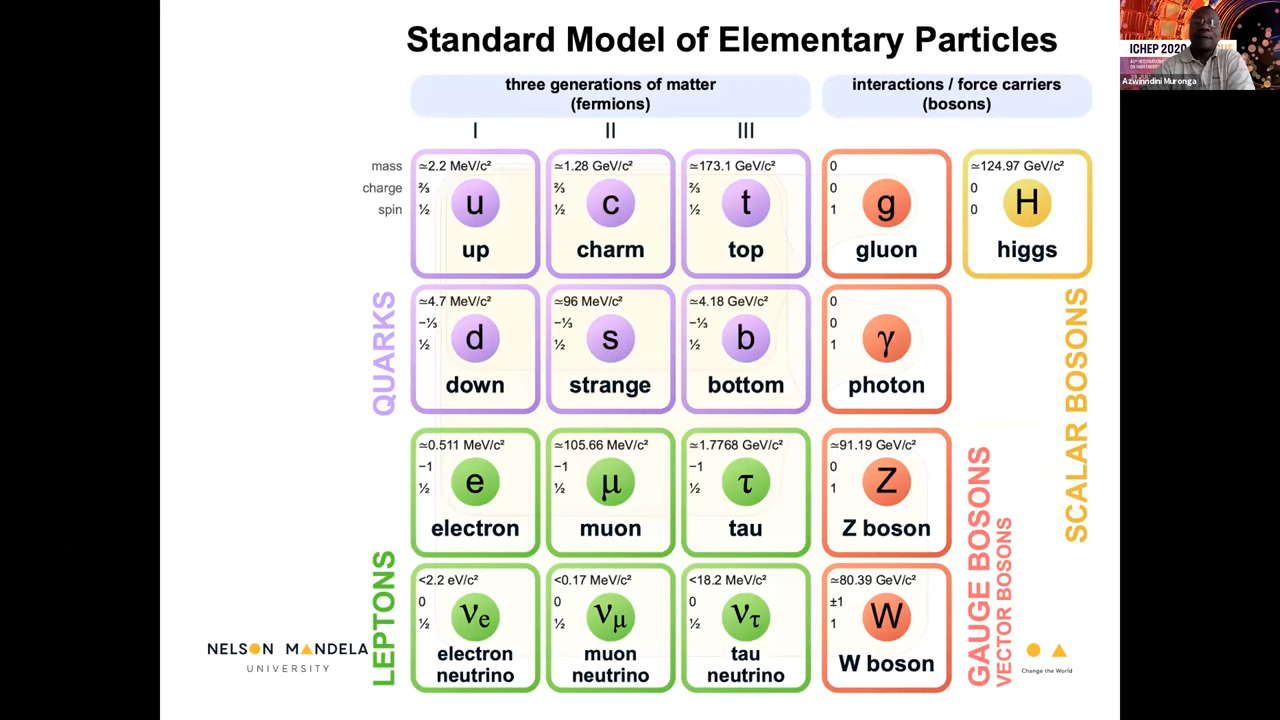 Standard Model of Elementary Particles
three generations of matter
(fermions)
interactions / force carriers
(bosons)
I
II
III
mass
charge
spin
≃2.2 MeV/c²
⅔
½
u
up
≃1.28 GeV/c²
⅔
½
c
charm
≃173.1 GeV/c²
⅔
½
t
top
0
0
1
g
gluon
≃124.97 GeV/c²
0
0
H
higgs
QUARKS
≃4.7 MeV/c²
−⅓
½
d
down
≃96 MeV/c²
−⅓
½
s
strange
≃4.18 GeV/c²
−⅓
½
b
bottom
0
0
1
γ
photon
SCALAR BOSONS
LEPTONS
≃0.511 MeV/c²
−1
½
e
electron
≃105.66 MeV/c²
−1
½
μ
muon
≃1.7768 GeV/c²
−1
½
τ
tau
≃91.19 GeV/c²
0
1
Z
Z boson
GAUGE BOSONS
VECTOR BOSONS
<2.2 eV/c²
0
½
νe
electron
neutrino
<0.17 MeV/c²
0
½
νμ
muon
neutrino
<18.2 MeV/c²
0
½
ντ
tau
neutrino
≃80.39 GeV/c²
±1
1
W
W boson
NELSON MANDELA
UNIVERSITY
Change the World
ICHEP 2020
Azwinndini Muronga